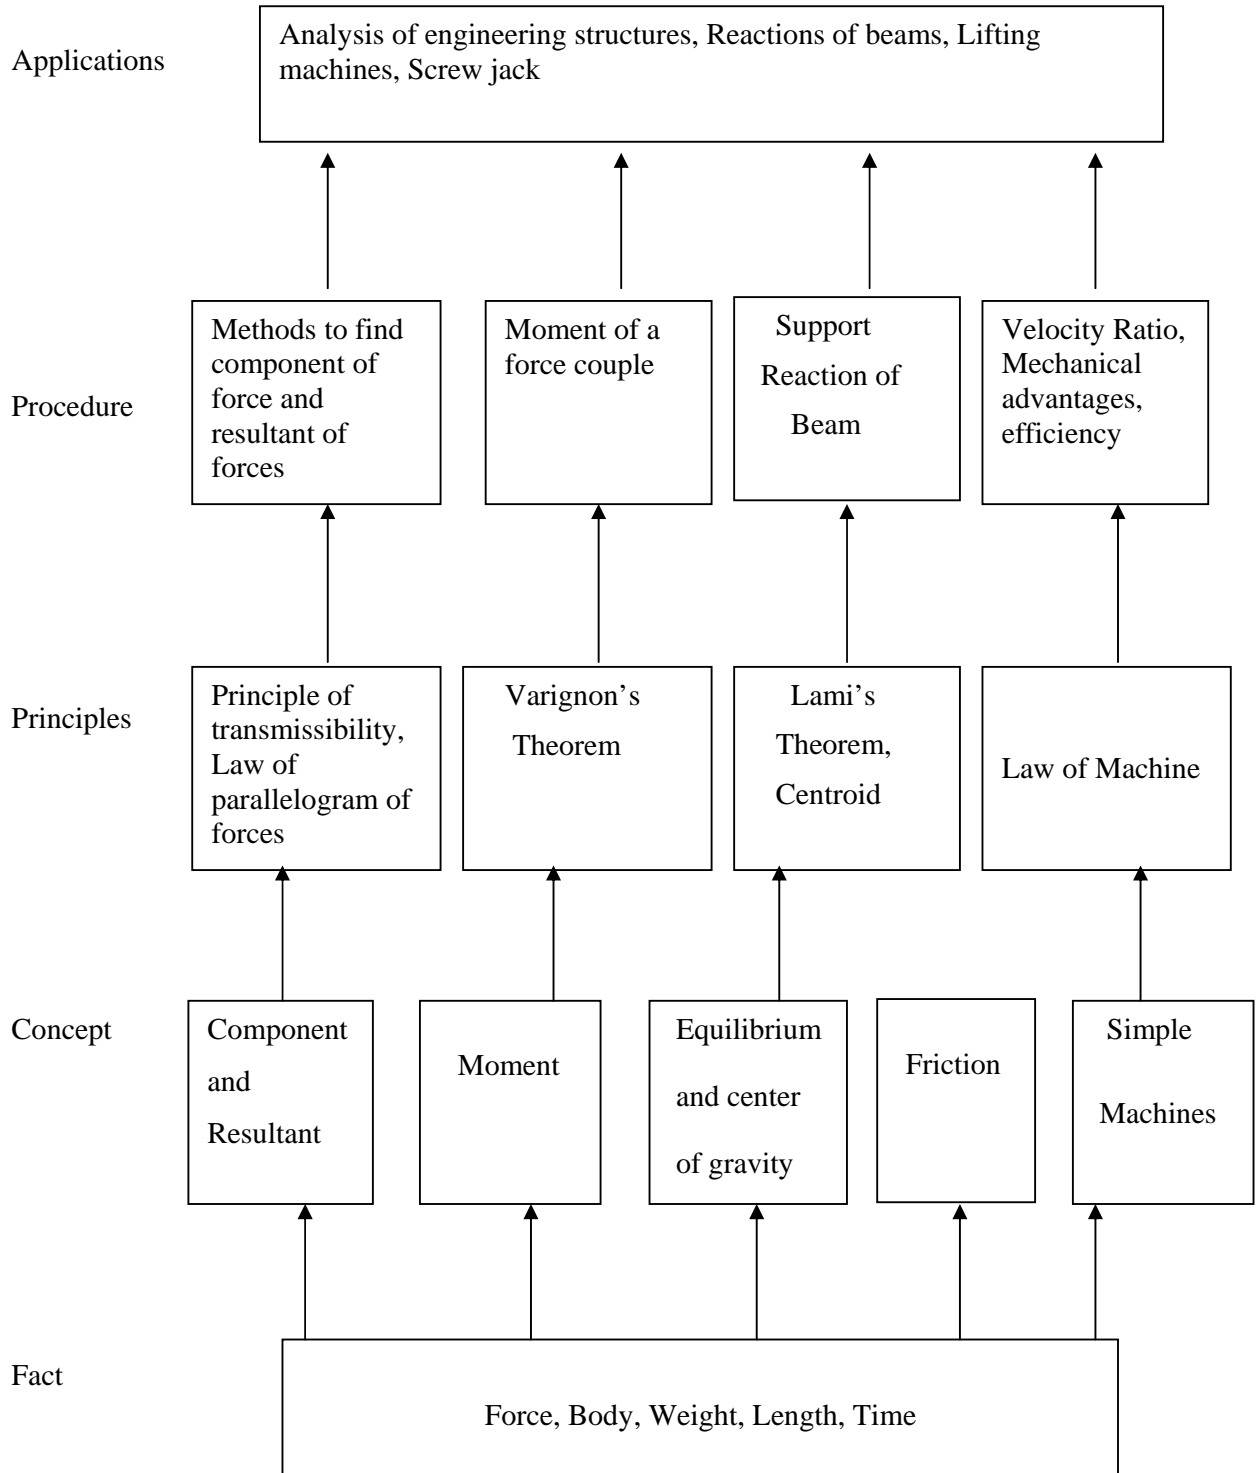 Applications
Analysis of engineering structures, Reactions of beams, Lifting
machines, Screw jack
Procedure
Methods to find
component of
force and
resultant of
forces
Moment of a
force couple
Support
Reaction of
Beam
Velocity Ratio,
Mechanical
advantages,
efficiency
Principles
Principle of
transmissibility,
Law of
parallelogram of
forces
Varignon’s
Theorem
Lami’s
Theorem,
Centroid
Law of Machine
Concept
Component
and
Resultant
Moment
Equilibrium
and center
of gravity
Friction
Simple
Machines
Fact
Force, Body, Weight, Length, Time